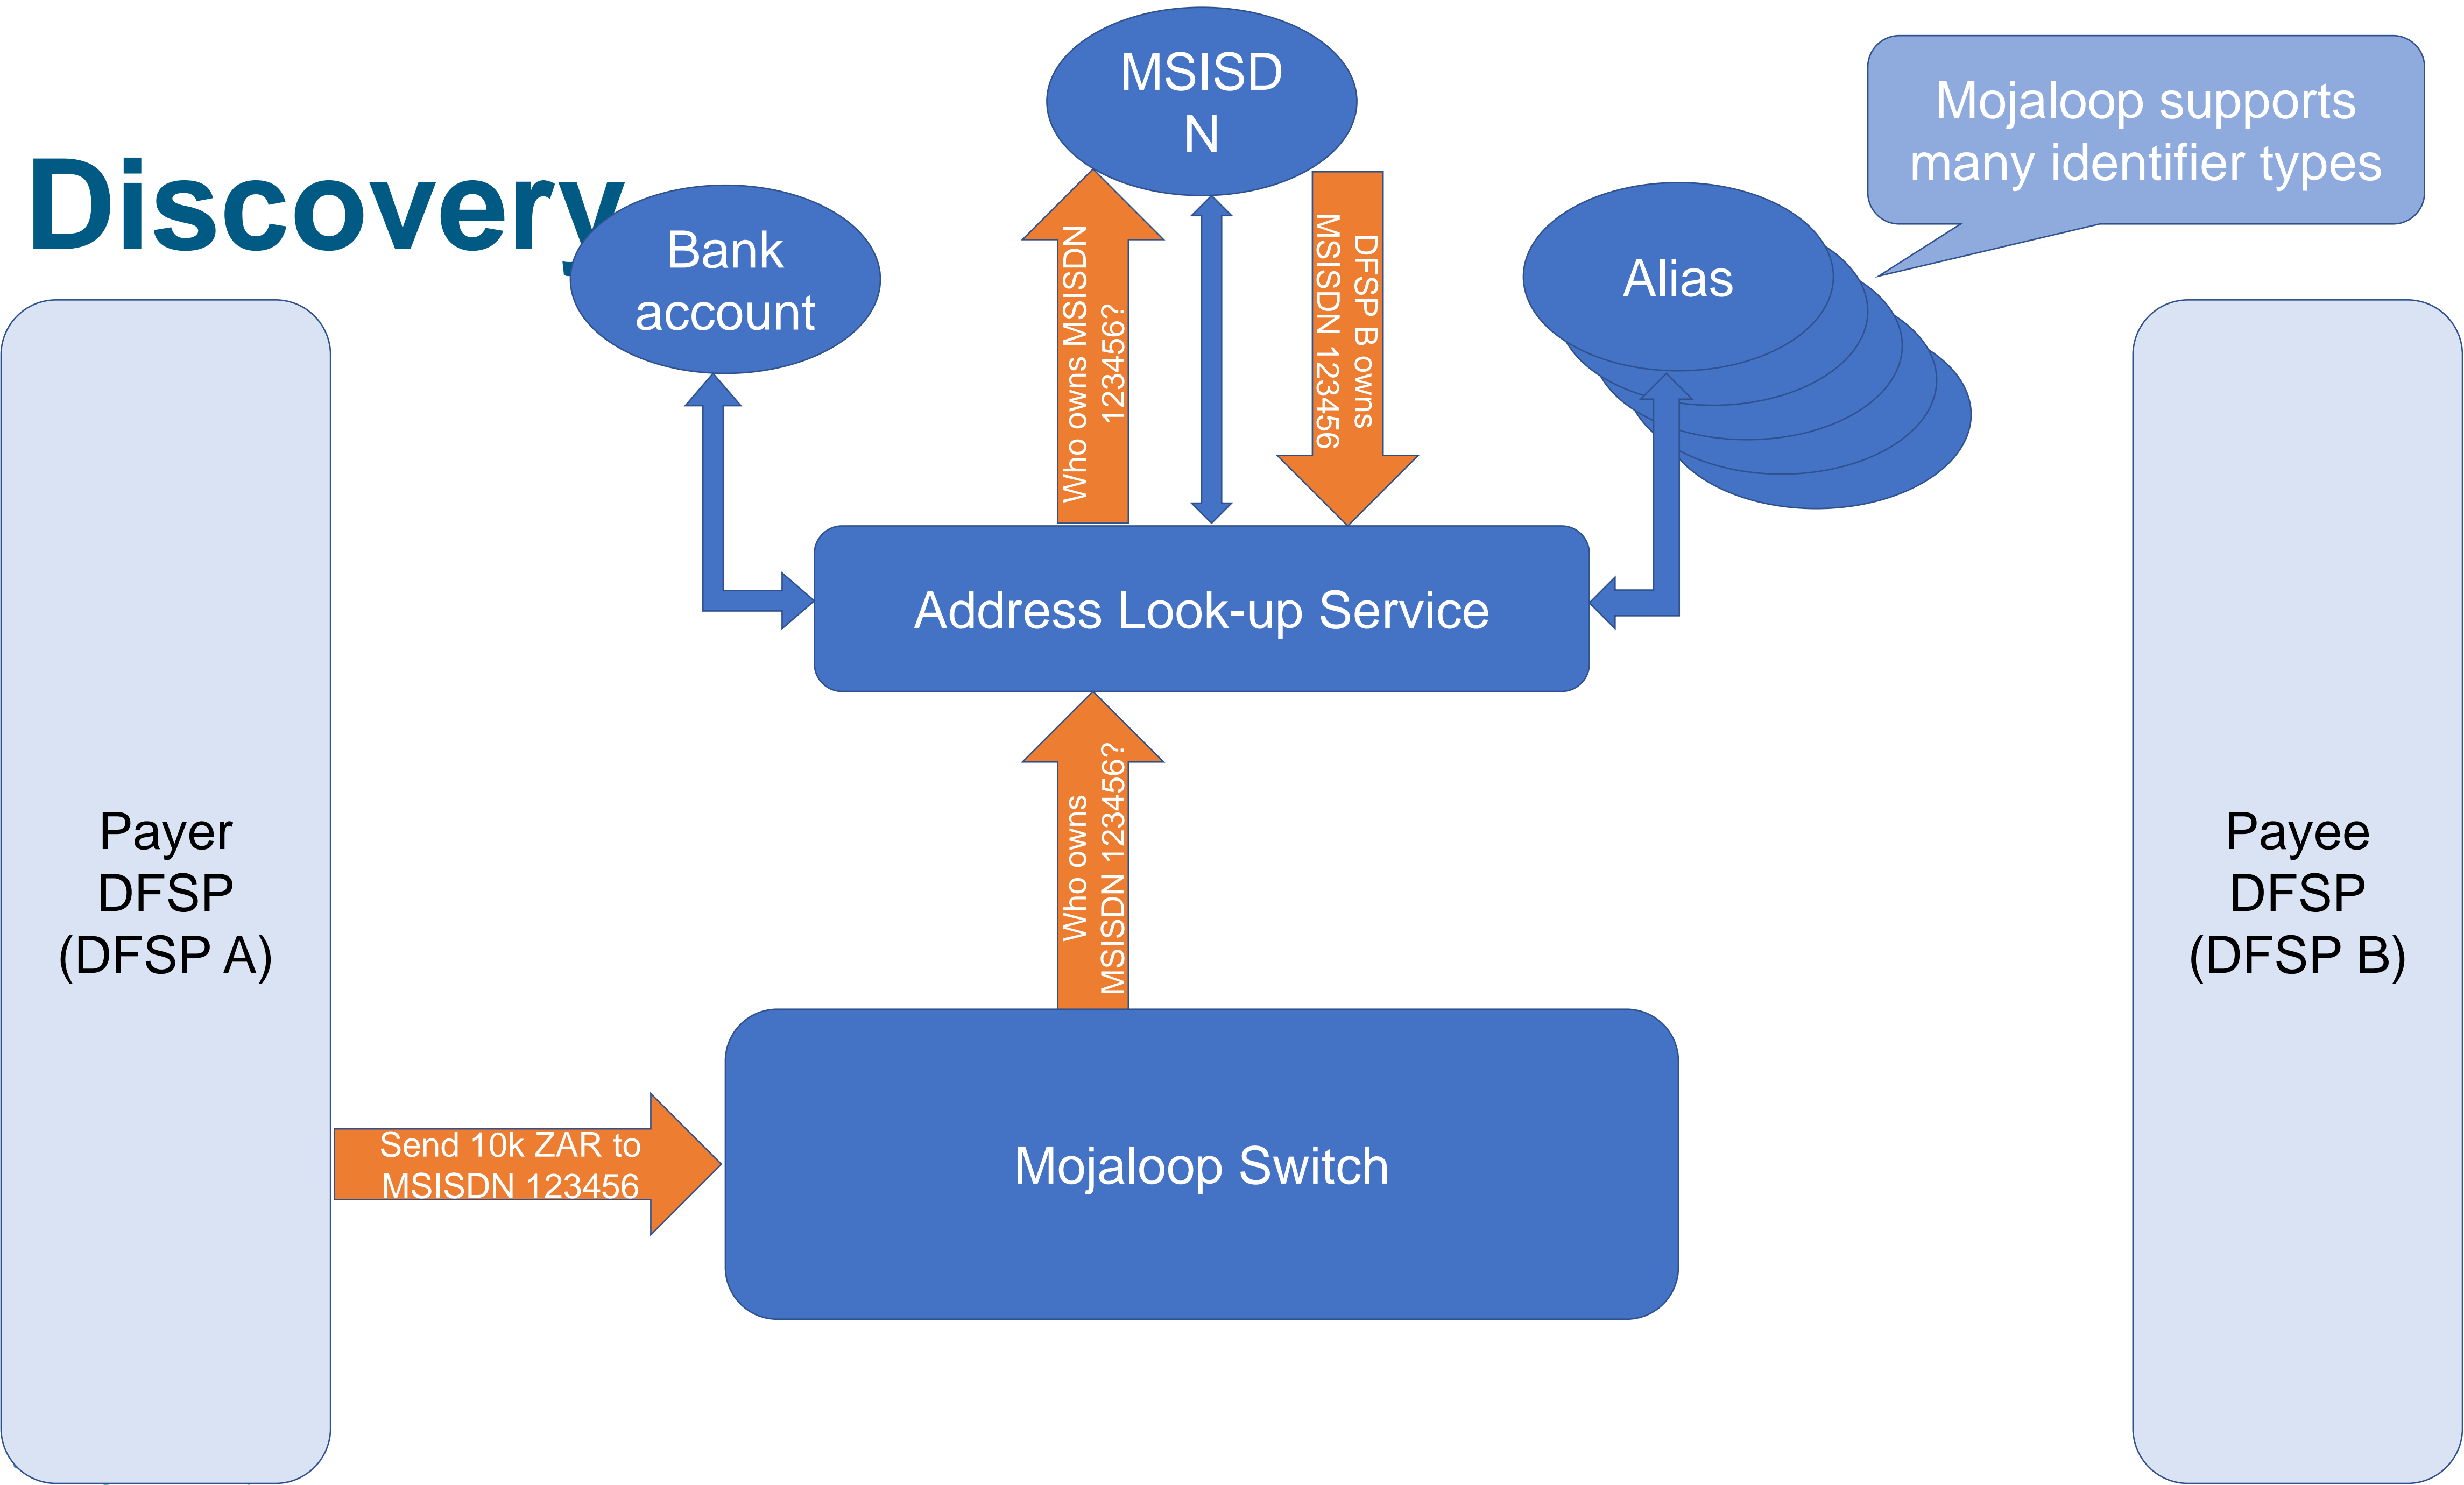 Discovery
MSISD
N
Mojaloop supports
many identifier types
Bank
account
Alias
Who owns MSISDN
123456?
DFSP B owns
MSISDN 123456
Address Look-up Service
Who owns
MSISDN 123456?
Payer
DFSP
(DFSP A)
Payee
DFSP
(DFSP B)
Send 10k ZAR to
MSISDN 123456
Mojaloop Switch